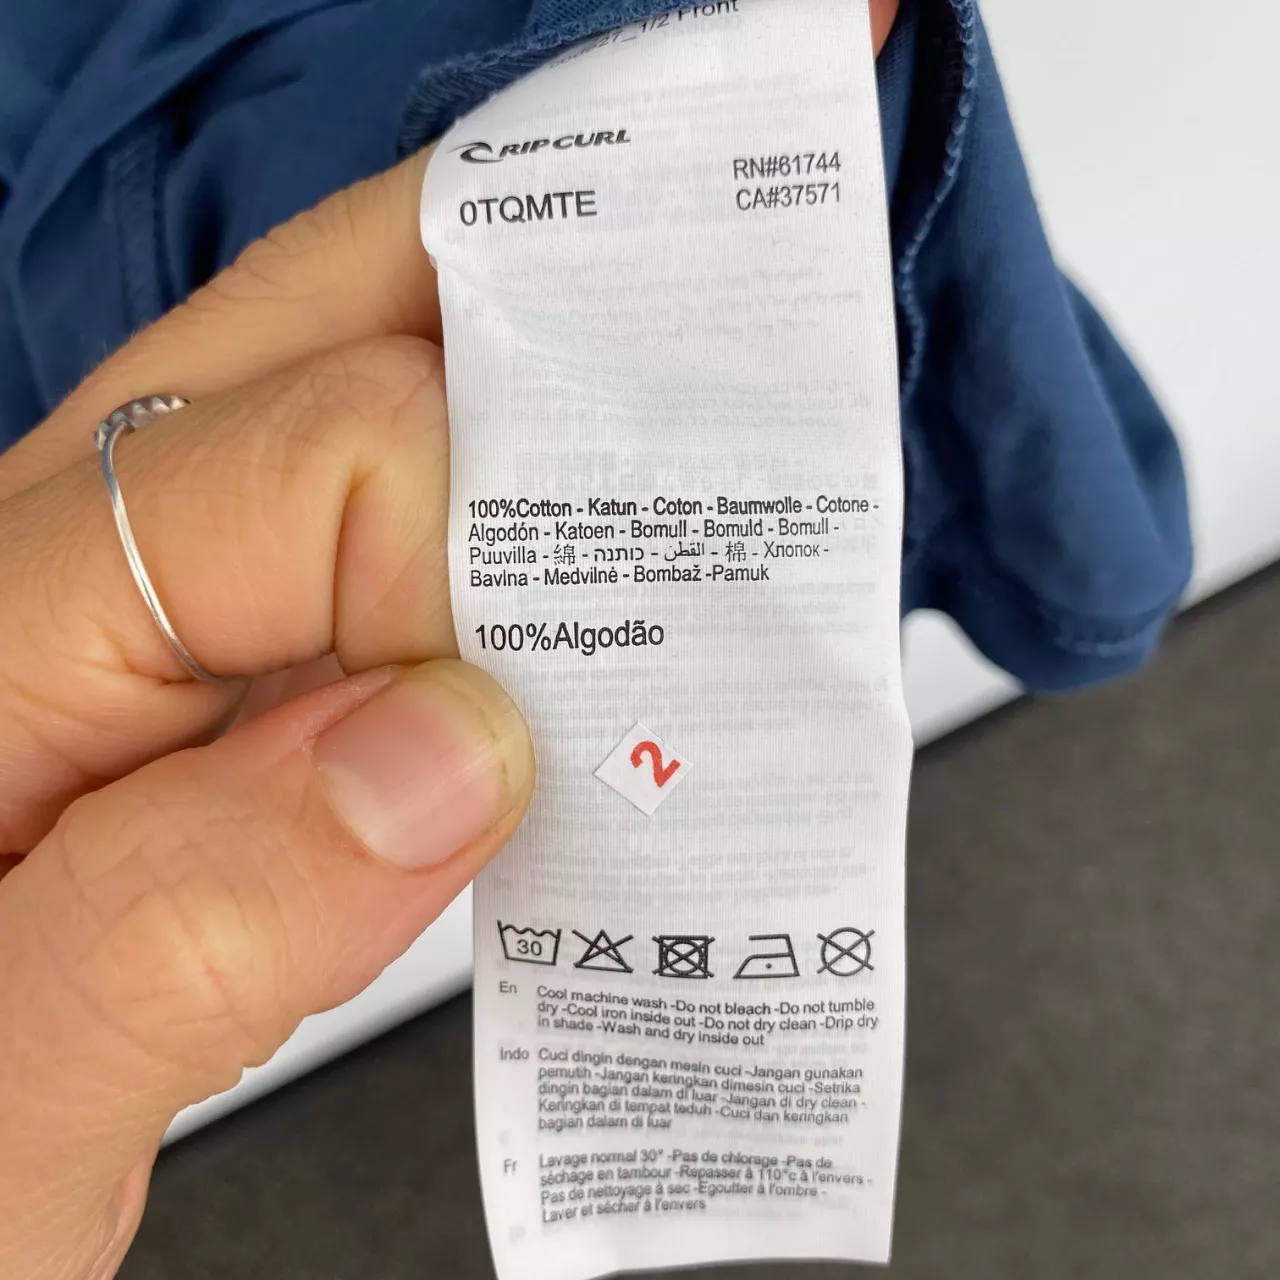 1/2 Front
RIP CURL
0TQMTE
RN#61744
CA#37571
100%Cotton - Katun - Coton - Baumwolle - Cotone -
Algodón - Katoen - Bomull - Bomuld - Bomull -
Puuvilla - 綿 - כותנה - القطن - 棉 - Хлопок -
Bavlna - Medvilnė - Bombaž -Pamuk
100%Algodão
2
30
En Cool machine wash -Do not bleach -Do not tumble
dry -Cool iron inside out -Do not dry clean -Drip dry
in shade -Wash and dry inside out
Indo Cuci dingin dengan mesin cuci -Jangan gunakan
pemutih -Jangan keringkan dimesin cuci -Setrika
dingin bagian dalam di luar -Jangan di dry clean -
Keringkan di tempat teduh -Cuci dan keringkan
bagian dalam di luar
Fr Lavage normal 30° -Pas de chlorage -Pas de
séchage en tambour -Repasser à 110°c à l'envers -
Pas de nettoyage à sec -Egoutter à l'ombre -
Laver et sécher à l'envers